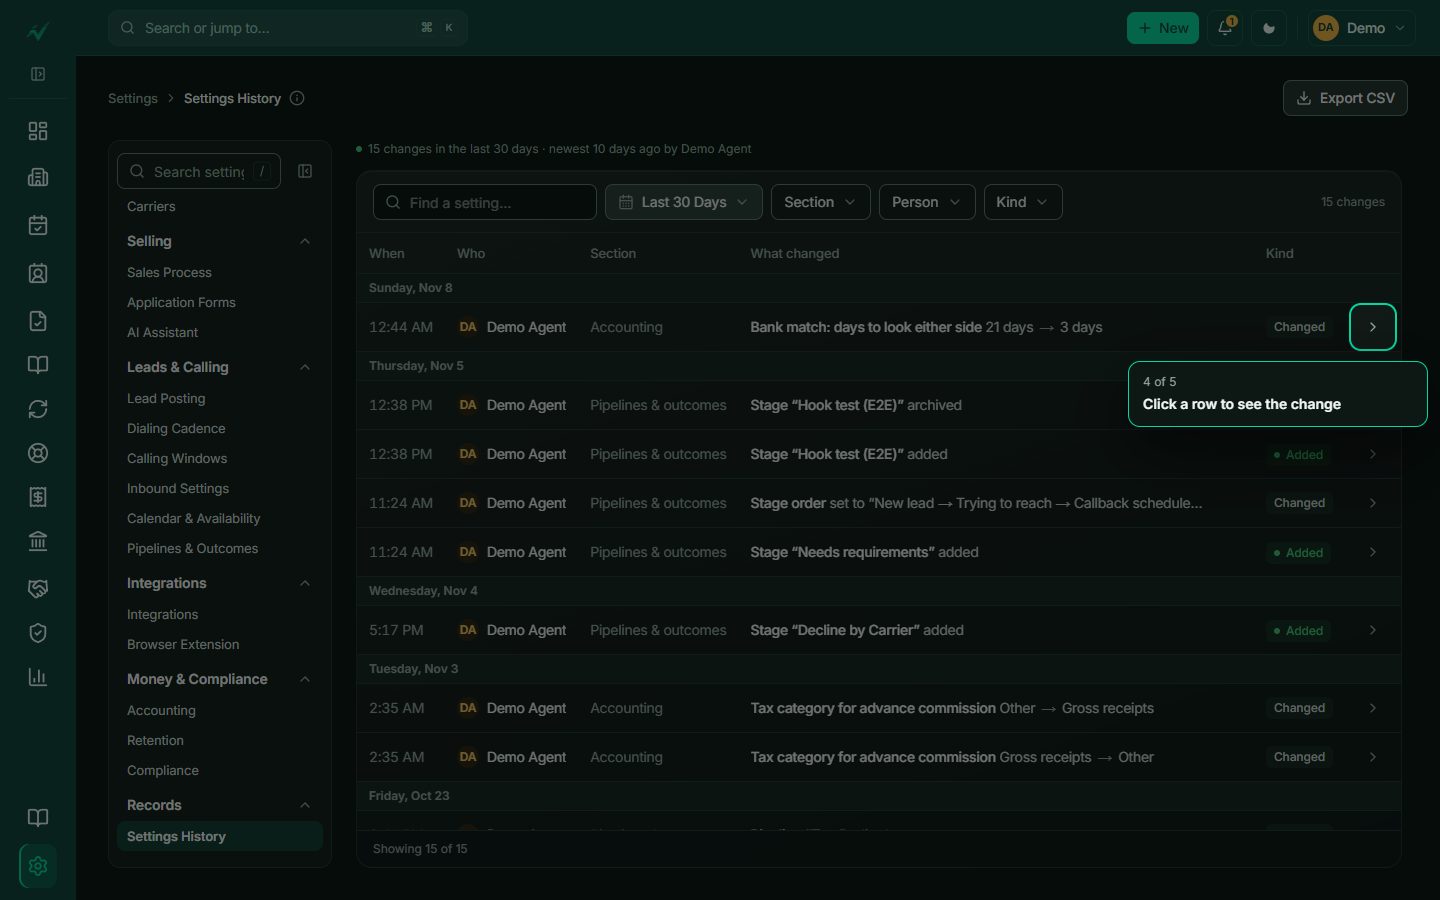 Search or jump to...
⌘ K
New
1
DA
Demo
Settings
Settings History
Export CSV
Search setting
/
15 changes in the last 30 days · newest 10 days ago by Demo Agent
Carriers
Selling
Sales Process
Application Forms
AI Assistant
Leads & Calling
Lead Posting
Dialing Cadence
Calling Windows
Inbound Settings
Calendar & Availability
Pipelines & Outcomes
Integrations
Integrations
Browser Extension
Money & Compliance
Accounting
Retention
Compliance
Records
Settings History
Find a setting...
Last 30 Days
Section
Person
Kind
15 changes
When Who Section What changed Kind
Sunday, Nov 8
12:44 AM DA Demo Agent Accounting Bank match: days to look either side 21 days → 3 days Changed
Thursday, Nov 5
4 of 5
Click a row to see the change
12:38 PM DA Demo Agent Pipelines & outcomes Stage “Hook test (E2E)” archived
12:38 PM DA Demo Agent Pipelines & outcomes Stage “Hook test (E2E)” added Added
11:24 AM DA Demo Agent Pipelines & outcomes Stage order set to “New lead → Trying to reach → Callback schedule... Changed
11:24 AM DA Demo Agent Pipelines & outcomes Stage “Needs requirements” added Added
Wednesday, Nov 4
5:17 PM DA Demo Agent Pipelines & outcomes Stage “Decline by Carrier” added Added
Tuesday, Nov 3
2:35 AM DA Demo Agent Accounting Tax category for advance commission Other → Gross receipts Changed
2:35 AM DA Demo Agent Accounting Tax category for advance commission Gross receipts → Other Changed
Friday, Oct 23
Showing 15 of 15